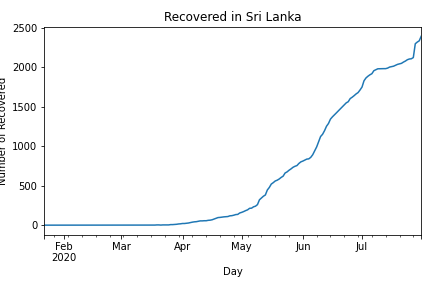 Recovered in Sri Lanka
Number of Recovered
2500
2000
1500
1000
500
0
Feb Mar Apr May Jun Jul
2020
Day